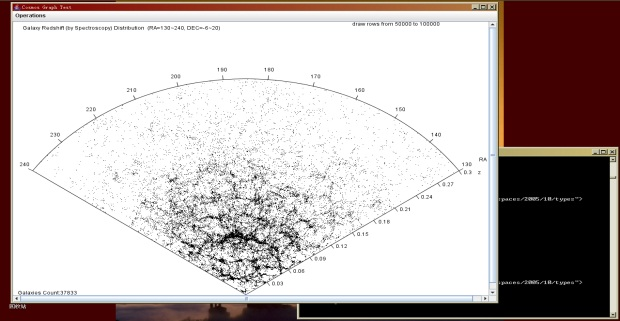 Cosmos Graph Test
Operations
Galaxy Redshift (by Spectroscopy) Distribution (RA=130~240, DEC=-6~20)
draw rows from 50000 to 100000
190
180
200
170
210
160
220
150
230
140
240
130
RA
0.3
z
0.27
0.24
0.21
0.18
0.15
0.12
0.09
0.06
0.03
Galaxies Count:37833
spaces/2005/10/types">
spaces/2005/10/types">